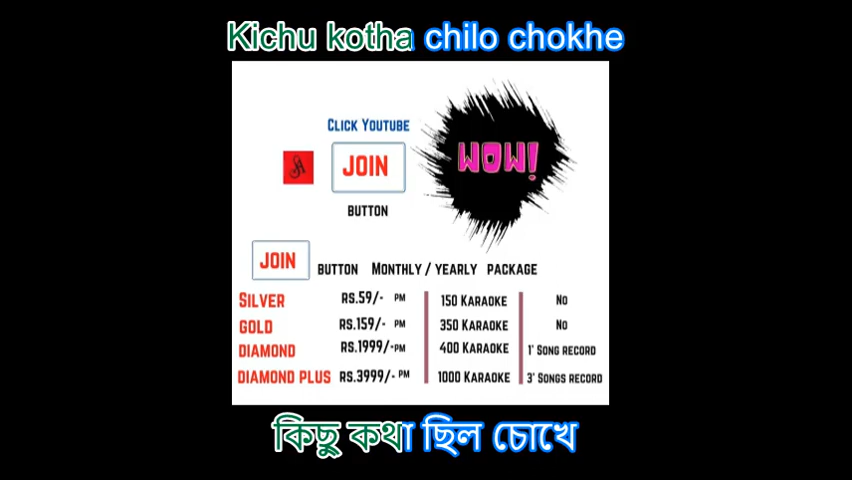 Kichu kotha chilo chokhe
CLICK YOUTUBE
JOIN
WOW!
BUTTON
JOIN BUTTON MONTHLY / YEARLY PACKAGE
SILVER RS.59/- PM 150 KARAOKE NO
GOLD RS.159/- PM 350 KARAOKE NO
DIAMOND RS.1999/-PM 400 KARAOKE 1' SONG RECORD
DIAMOND PLUS RS.3999/- PM 1000 KARAOKE 3' SONGS RECORD
কিছু কথা ছিল চোখে